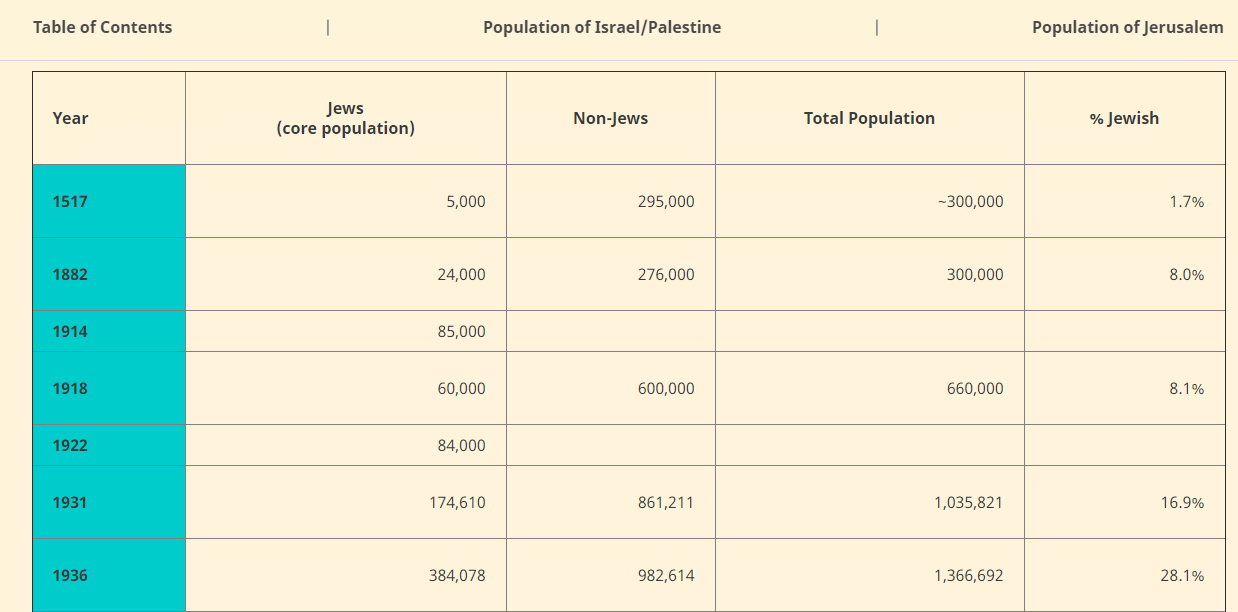 Table of Contents | Population of Israel/Palestine | Population of Jerusalem
Year Jews (core population) Non-Jews Total Population % Jewish
1517 5,000 295,000 ~300,000 1.7%
1882 24,000 276,000 300,000 8.0%
1914 85,000
1918 60,000 600,000 660,000 8.1%
1922 84,000
1931 174,610 861,211 1,035,821 16.9%
1936 384,078 982,614 1,366,692 28.1%